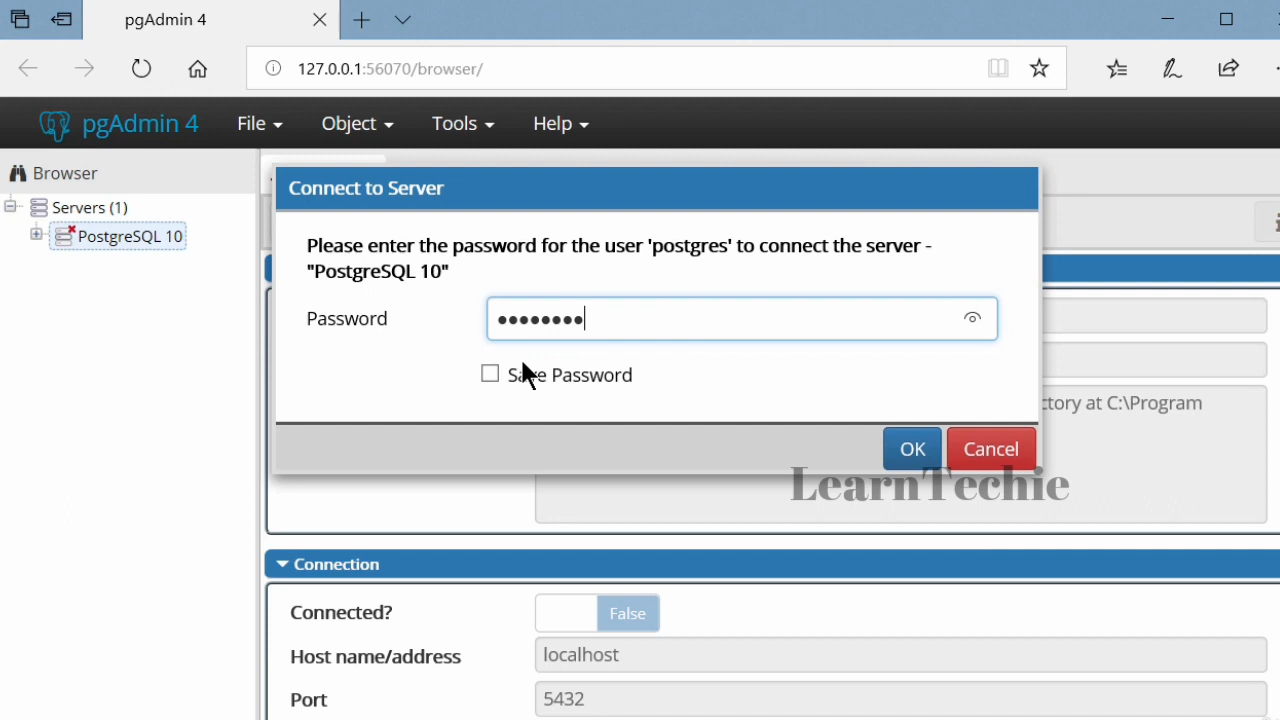 pgAdmin 4
127.0.0.1:56070/browser/
pgAdmin 4
File
Object
Tools
Help
Browser
Servers (1)
PostgreSQL 10
Connect to Server
Please enter the password for the user 'postgres' to connect the server -
"PostgreSQL 10"
Password
••••••••
Save Password
ctory at C:\Program
OK
Cancel
LearnTechie
Connection
Connected?
False
Host name/address
localhost
Port
5432